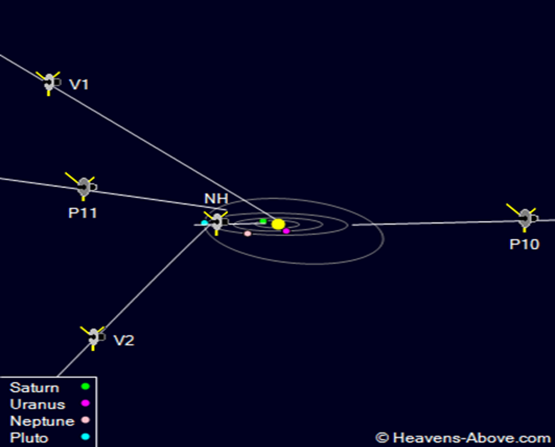 V1
NH
P11
P10
V2
Saturn
Uranus
Neptune
Pluto
© Heavens-Above.com